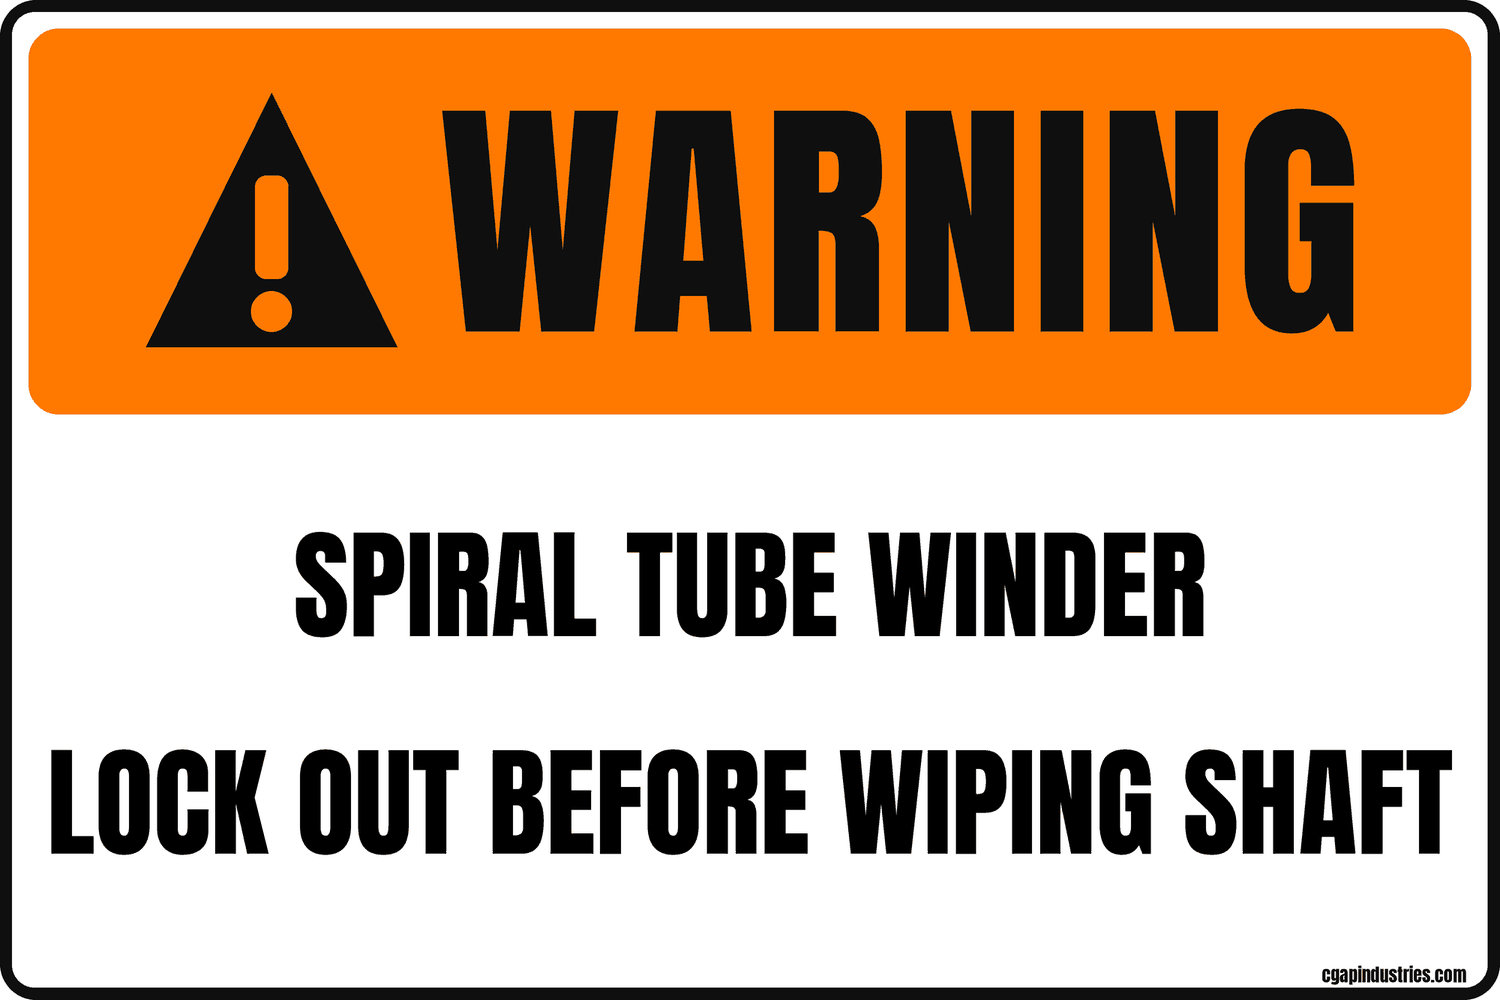 WARNING
SPIRAL TUBE WINDER
LOCK OUT BEFORE WIPING SHAFT
cgapindustries.com